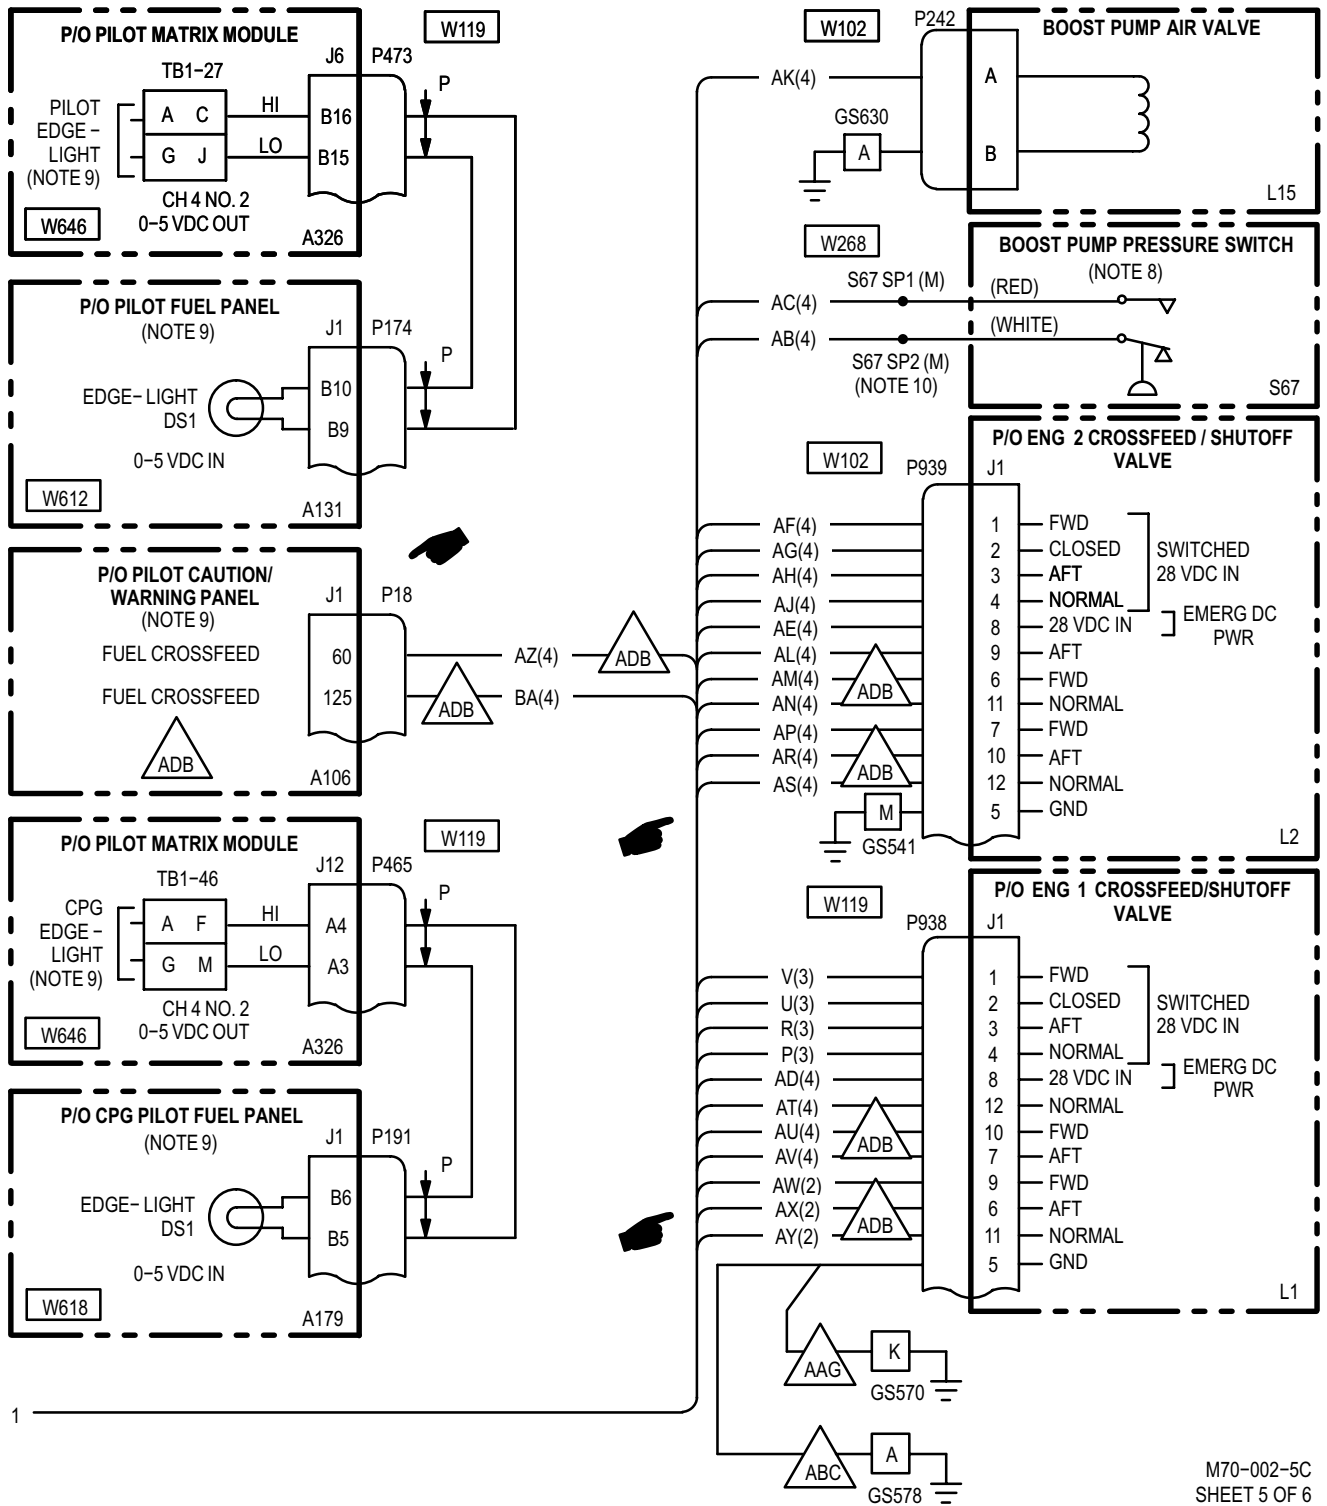 P/O PILOT MATRIX MODULE
W119
TB1−27
J6
P473
PILOT
EDGE −
LIGHT
(NOTE 9)
A C
G J
HI
LO
B16
B15
P
CH 4 NO. 2
0−5 VDC OUT
W646
A326
P/O PILOT FUEL PANEL
(NOTE 9)
J1
P174
P
EDGE− LIGHT
DS1
B10
B9
0−5 VDC IN
W612
A131
P/O PILOT CAUTION/
WARNING PANEL
(NOTE 9)
J1
P18
FUEL CROSSFEED
60
AZ(4)
ADB
FUEL CROSSFEED
125
ADB
BA(4)
ADB
A106
P/O PILOT MATRIX MODULE
W119
TB1−46
J12
P465
CPG
EDGE −
LIGHT
(NOTE 9)
A F
G M
HI
LO
A4
A3
P
CH 4 NO. 2
0−5 VDC OUT
W646
A326
P/O CPG PILOT FUEL PANEL
(NOTE 9)
J1
P191
P
EDGE− LIGHT
DS1
B6
B5
0−5 VDC IN
W618
A179
1
W102
P242
BOOST PUMP AIR VALVE
AK(4)
A
GS630
A
B
L15
W268
BOOST PUMP PRESSURE SWITCH
(NOTE 8)
S67 SP1 (M)
AC(4)
(RED)
AB(4)
(WHITE)
S67 SP2 (M)
(NOTE 10)
S67
W102
P939
P/O ENG 2 CROSSFEED / SHUTOFF
VALVE
J1
AF(4) 1 FWD
AG(4) 2 CLOSED
AH(4) 3 AFT
AJ(4) 4 NORMAL
SWITCHED
28 VDC IN
AE(4) 8 28 VDC IN
EMERG DC
PWR
AL(4) 9 AFT
AM(4) ADB 6 FWD
AN(4) 11 NORMAL
AP(4) 7 FWD
AR(4) ADB 10 AFT
AS(4) 12 NORMAL
M 5 GND
GS541
L2
W119
P938
P/O ENG 1 CROSSFEED/SHUTOFF
VALVE
J1
V(3) 1 FWD
U(3) 2 CLOSED
R(3) 3 AFT
P(3) 4 NORMAL
SWITCHED
28 VDC IN
AD(4) 8 28 VDC IN
EMERG DC
PWR
AT(4) 12 NORMAL
AU(4) ADB 10 FWD
AV(4) 7 AFT
AW(2) 9 FWD
AX(2) ADB 6 AFT
AY(2) 11 NORMAL
5 GND
L1
AAG
K
GS570
ABC
A
GS578
M70−002−5C
SHEET 5 OF 6